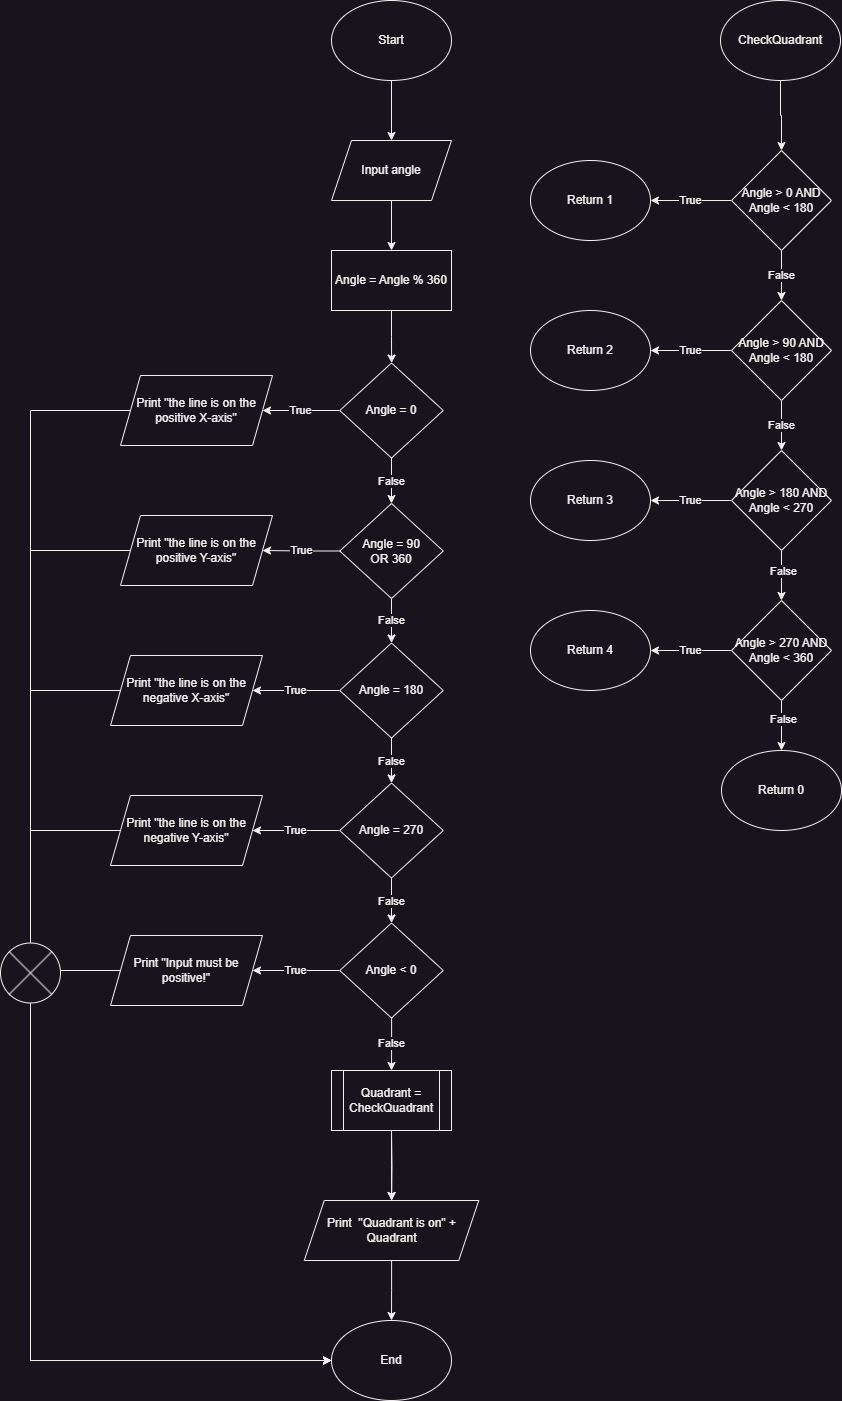 Start
Input angle
Angle = Angle % 360
Angle = 0
True
Print "the line is on the
positive X-axis"
False
Angle = 90
OR 360
True
Print "the line is on the
positive Y-axis"
False
Angle = 180
True
Print "the line is on the
negative X-axis"
False
Angle = 270
True
Print "the line is on the
negative Y-axis"
False
Angle < 0
True
Print "Input must be
positive!"
False
Quadrant =
CheckQuadrant
Print "Quadrant is on" +
Quadrant
End
CheckQuadrant
Angle > 0 AND
Angle < 180
True
Return 1
False
Angle > 90 AND
Angle < 180
True
Return 2
False
Angle > 180 AND
Angle < 270
True
Return 3
False
Angle > 270 AND
Angle < 360
True
Return 4
False
Return 0